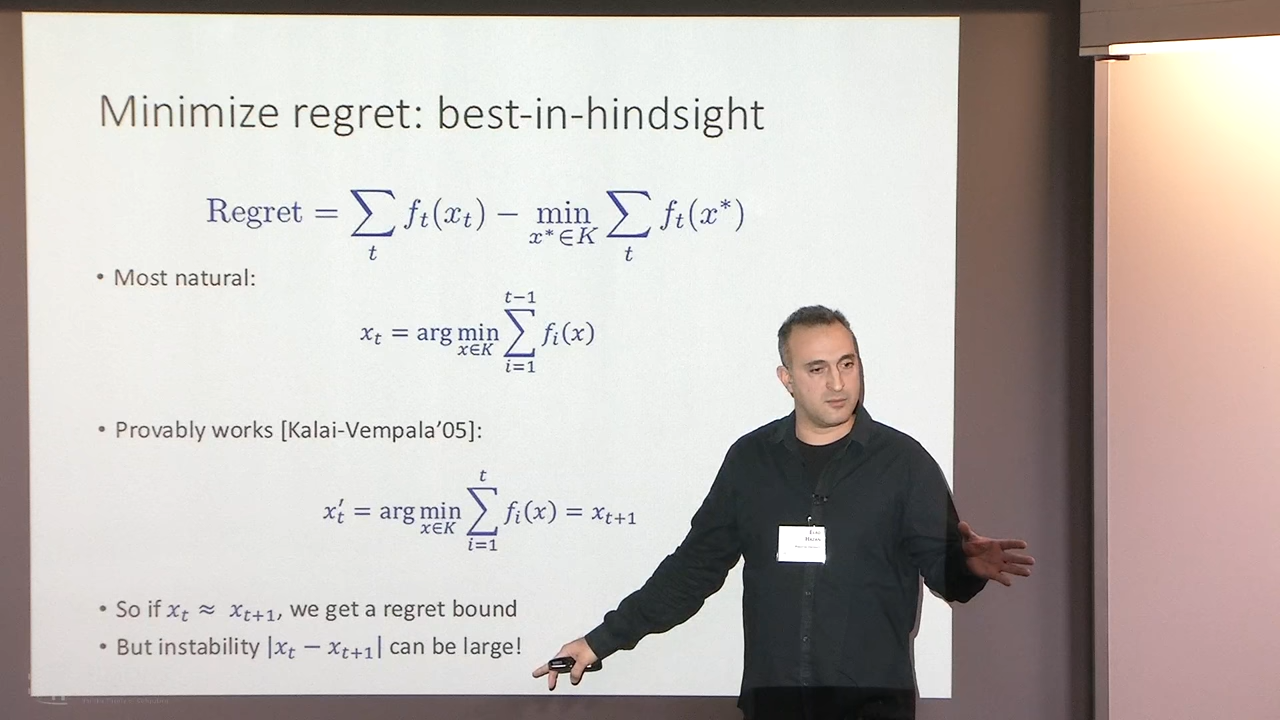 Minimize regret: best-in-hindsight
Regret = ∑_t f_t(x_t) − min_{x*∈K} ∑_t f_t(x*)
• Most natural:
x_t = arg min_{x∈K} ∑_{i=1}^{t−1} f_i(x)
• Provably works [Kalai-Vempala’05]:
x′_t = arg min_{x∈K} ∑_{i=1}^{t} f_i(x) = x_{t+1}
• So if x_t ≈ x_{t+1}, we get a regret bound
• But instability |x_t − x_{t+1}| can be large!
Hazan